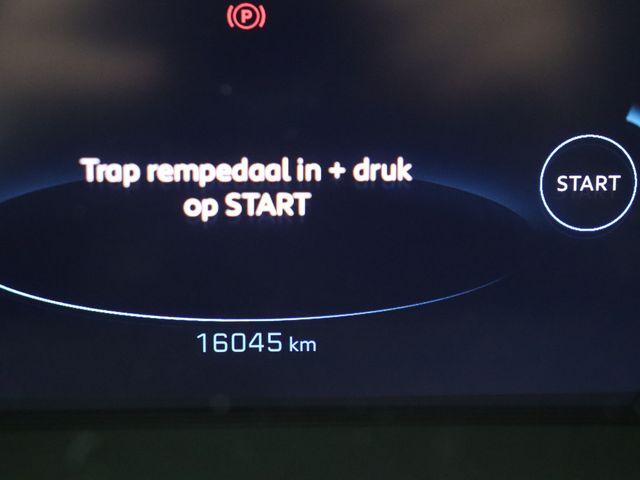 P
Trap rempedaal in + druk
op START
START
16045 km